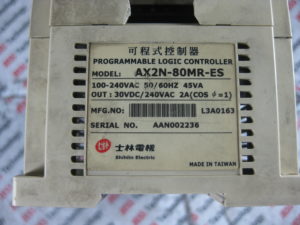 可程式控制器
PROGRAMMABLE LOGIC CONTROLLER
MODEL: AX2N-80MR-ES
100-240VAC 50/60HZ 45VA
OUT : 30VDC/240VAC 2A(COS ϕ =1)
MFG.NO: L3A0163
SERIAL NO. AAN002236
士林電機
Shihlin Electric
MADE IN TAIWAN